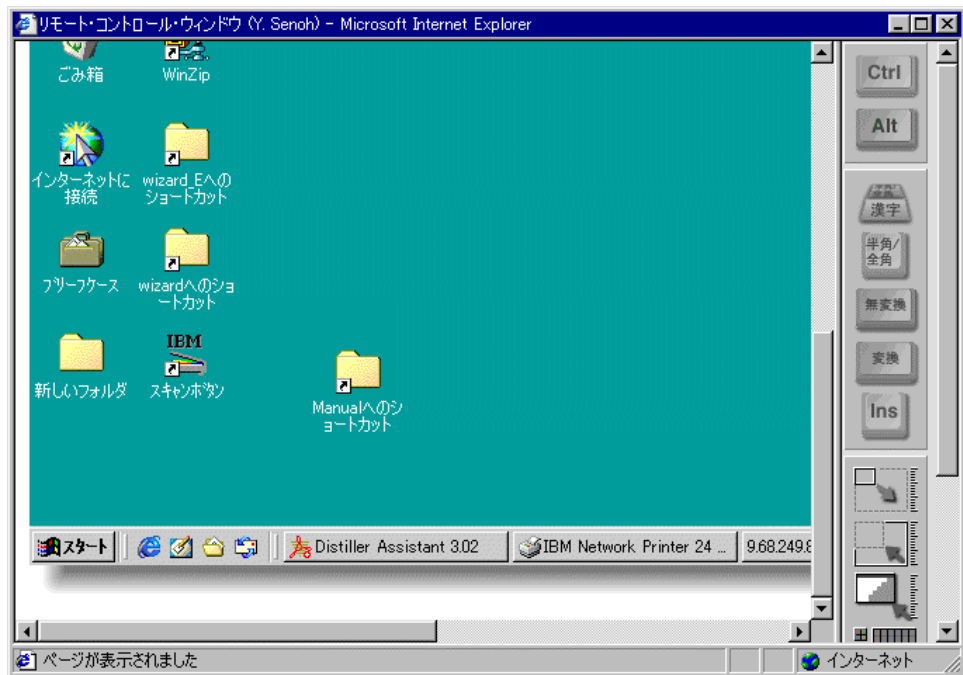 リモート・コントロール・ウィンドウ (Y. Senoh) - Microsoft Internet Explorer
ごみ箱
WinZip
インターネットに
接続
wizard_Eへの
ショートカット
ブリーフケース
wizardへのショ
ートカット
新しいフォルダ
IBM
スキャンボタン
Manualへのシ
ョートカット
スタート
Distiller Assistant 3.02
IBM Network Printer 24 ...
9.68.249.8
Ctrl
Alt
漢字
半角/
全角
無変換
変換
Ins
ページが表示されました
インターネット